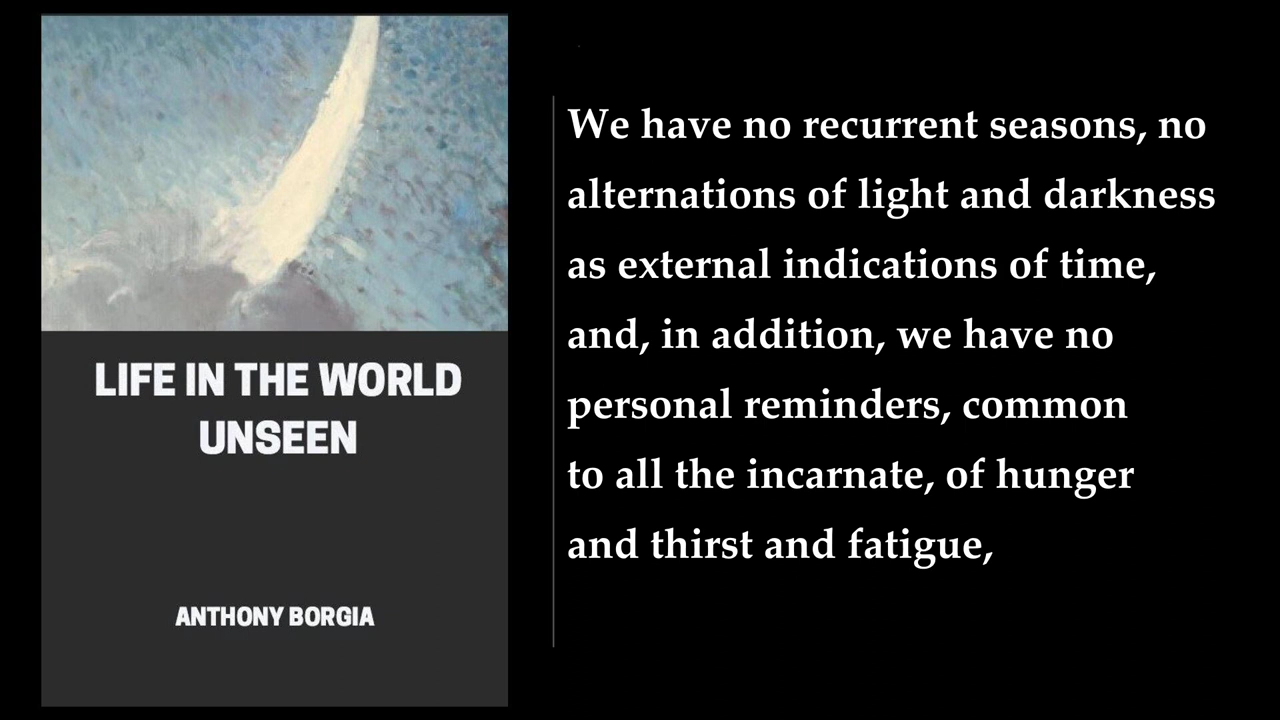 LIFE IN THE WORLD
UNSEEN
ANTHONY BORGIA
We have no recurrent seasons, no
alternations of light and darkness
as external indications of time,
and, in addition, we have no
personal reminders, common
to all the incarnate, of hunger
and thirst and fatigue,